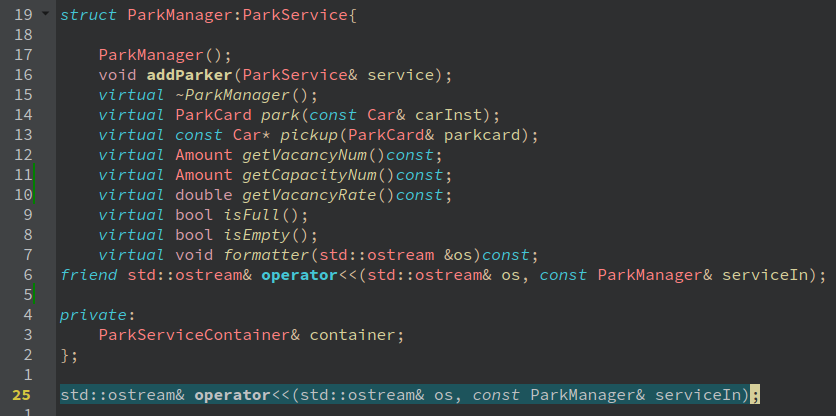 19 struct ParkManager:ParkService{
18
17     ParkManager();
16     void addParker(ParkService& service);
15     virtual ~ParkManager();
14     virtual ParkCard park(const Car& carInst);
13     virtual const Car* pickup(ParkCard& parkcard);
12     virtual Amount getVacancyNum()const;
11     virtual Amount getCapacityNum()const;
10     virtual double getVacancyRate()const;
9     virtual bool isFull();
8     virtual bool isEmpty();
7     virtual void formatter(std::ostream &os)const;
6 friend std::ostream& operator<<(std::ostream& os, const ParkManager& serviceIn);
5
4 private:
3     ParkServiceContainer& container;
2 };
1
25 std::ostream& operator<<(std::ostream& os, const ParkManager& serviceIn);
1